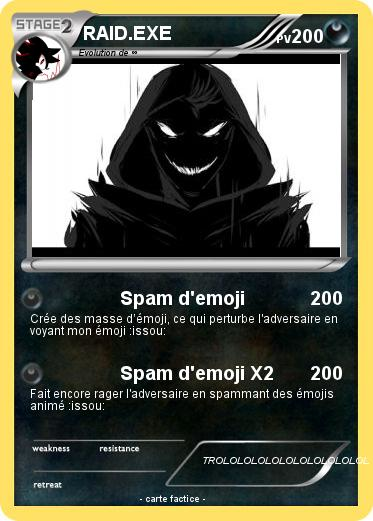 STAGE2
RAID.EXE
PV200
Evolution de ∞
Spam d'emoji 200
Crée des masse d'émoji, ce qui perturbe l'adversaire en
voyant mon émoji :issou:
Spam d'emoji X2 200
Fait encore rager l'adversaire en spammant des émojis
animé :issou:
weakness resistance
TROLOLOLOLOLOLOLOLOLOLOL
retreat
- carte factice -